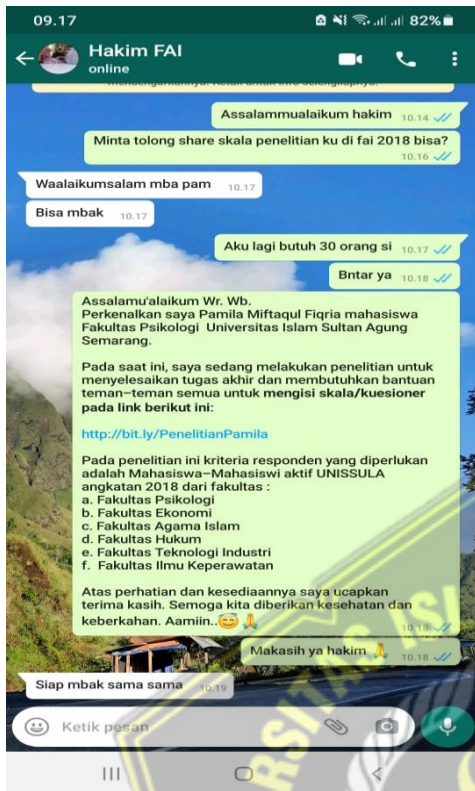 09.17
82%
Hakim FAI
online
Assalammualaikum hakim 10.14
Minta tolong share skala penelitian ku di fai 2018 bisa?
10.16
Waalaikumsalam mba pam 10.17
Bisa mbak 10.17
Aku lagi butuh 30 orang si 10.17
Bntar ya 10.18
Assalamu'alaikum Wr. Wb.
Perkenalkan saya Pamila Miftaqul Fiqria mahasiswa
Fakultas Psikologi Universitas Islam Sultan Agung
Semarang.
Pada saat ini, saya sedang melakukan penelitian untuk
menyelesaikan tugas akhir dan membutuhkan bantuan
teman-teman semua untuk mengisi skala/kuesioner
pada link berikut ini:
http://bit.ly/PenelitianPamila
Pada penelitian ini kriteria responden yang diperlukan
adalah Mahasiswa-Mahasiswi aktif UNISSULA
angkatan 2018 dari fakultas :
a. Fakultas Psikologi
b. Fakultas Ekonomi
c. Fakultas Agama Islam
d. Fakultas Hukum
e. Fakultas Teknologi Industri
f. Fakultas Ilmu Keperawatan
Atas perhatian dan kesediaannya saya ucapkan
terima kasih. Semoga kita diberikan kesehatan dan
keberkahan. Aamiin..😇🙏
10.18
Makasih ya hakim 🙏 10.18
Siap mbak sama sama 10.19
Ketik pesan